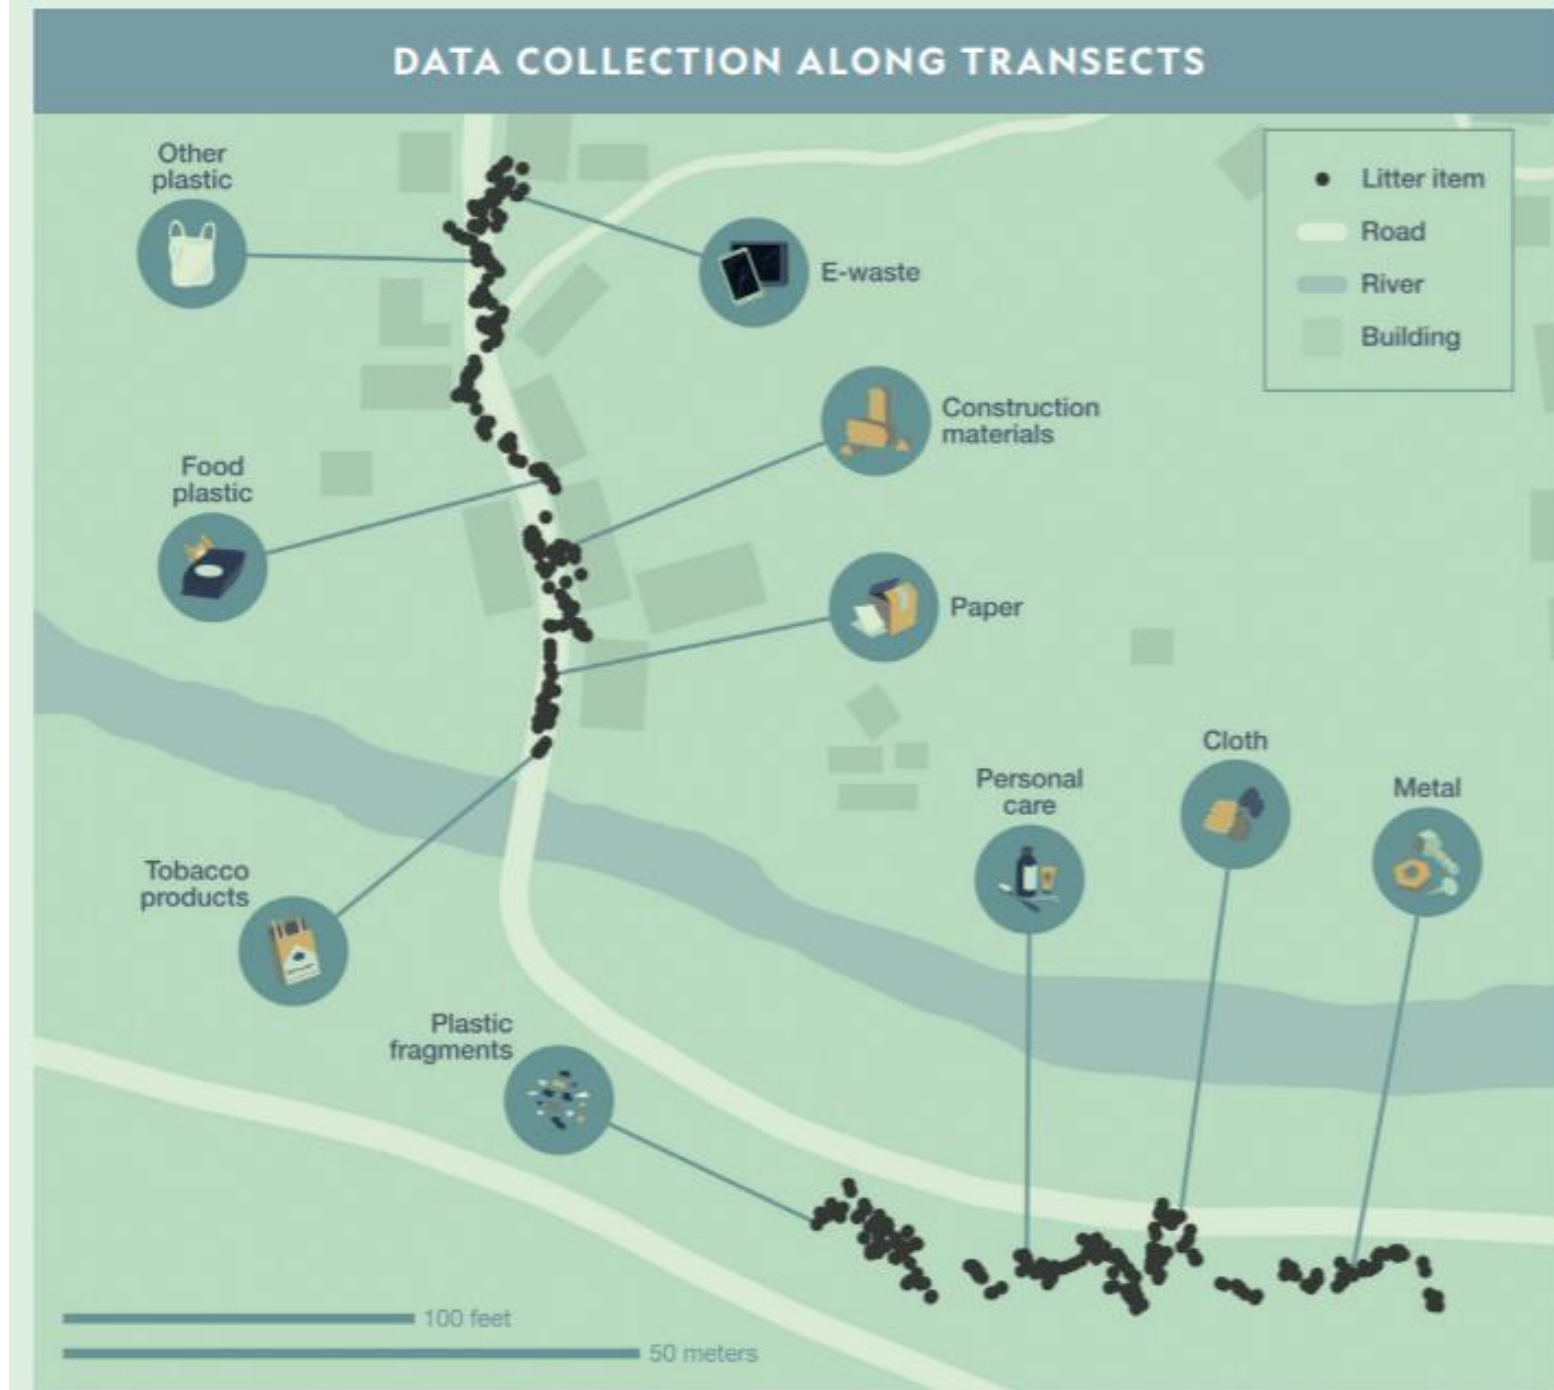 DATA COLLECTION ALONG TRANSECTS
Other
plastic
E-waste
Litter item
Road
River
Building
Construction
materials
Food
plastic
Paper
Cloth
Personal
care
Metal
Tobacco
products
Plastic
fragments
100 feet
50 meters